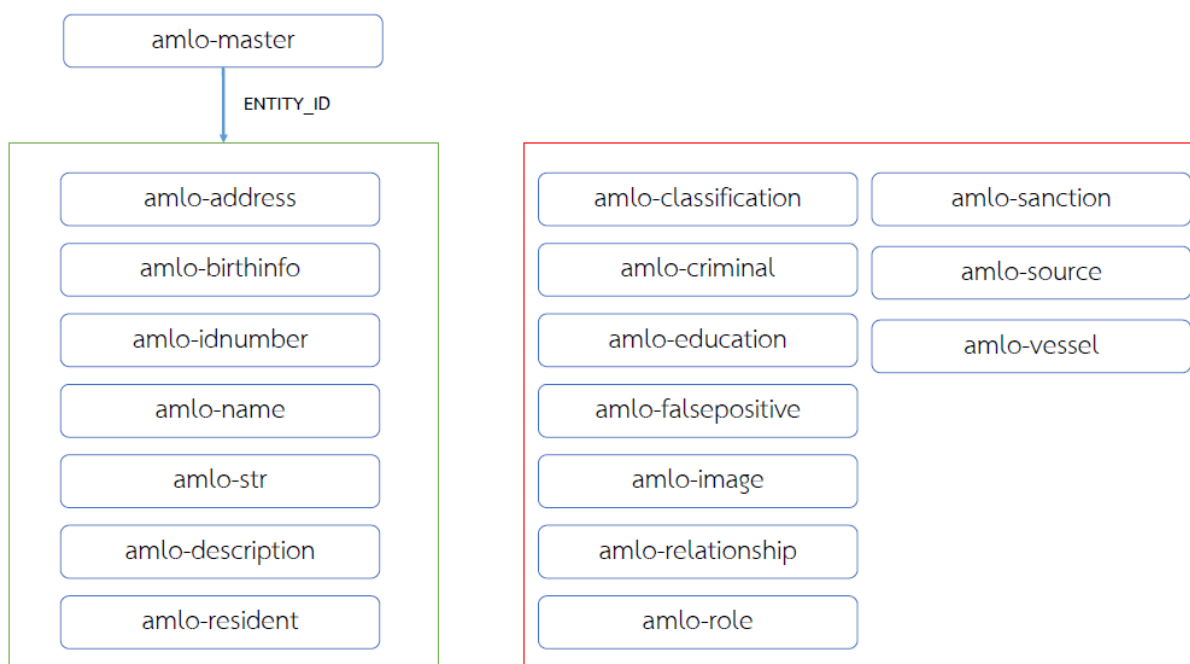 amlo-master
ENTITY_ID
amlo-address
amlo-birthinfo
amlo-idnumber
amlo-name
amlo-str
amlo-description
amlo-resident
amlo-classification
amlo-criminal
amlo-education
amlo-falsepositive
amlo-image
amlo-relationship
amlo-role
amlo-sanction
amlo-source
amlo-vessel